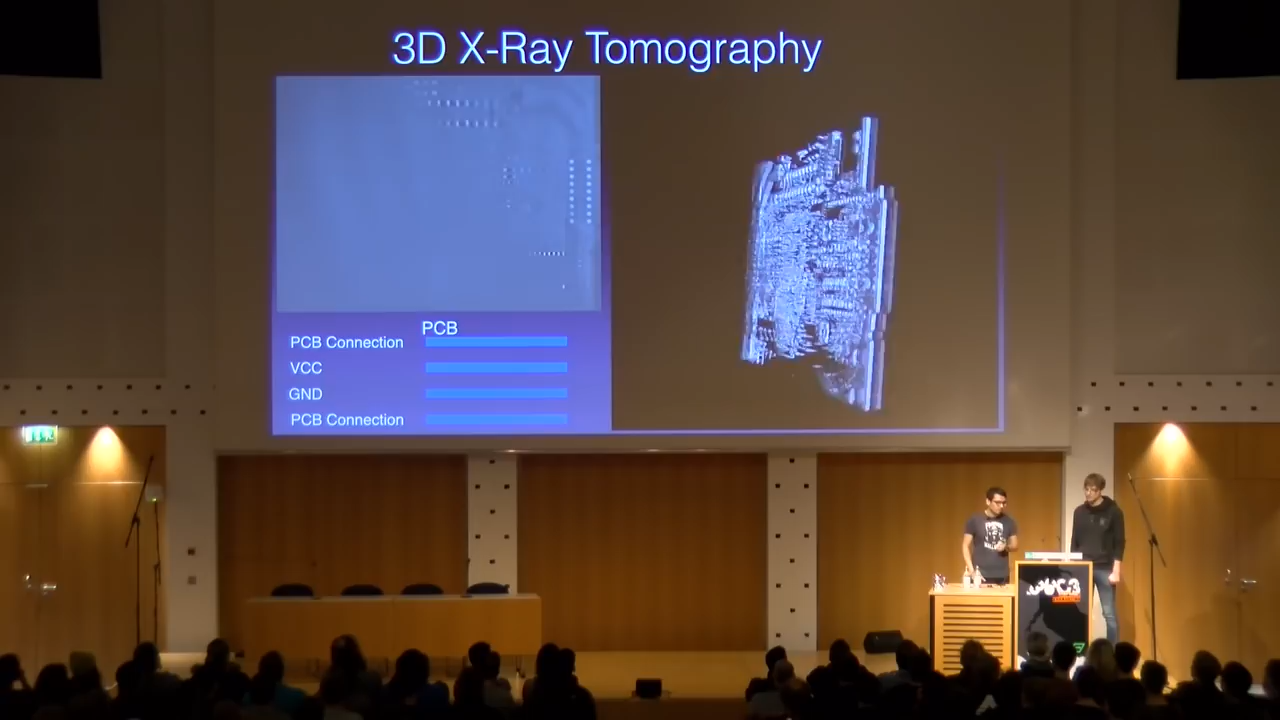 3D X-Ray Tomography
PCB
PCB Connection
VCC
GND
PCB Connection